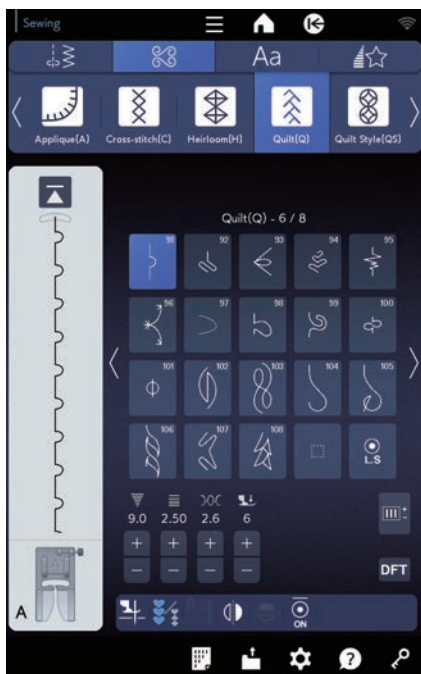 Sewing
Aa
Applique(A) Cross-stitch(C) Heirloom(H) Quilt(Q) Quilt Style(QS)
Quilt(Q) - 6 / 8
91 92 93 94 95
96 97 98 99 100
101 102 103 104 105
106 107 108 L.S
9.0 2.50 2.6 6
+ + + +
- - - -
DFT
A
ON
?